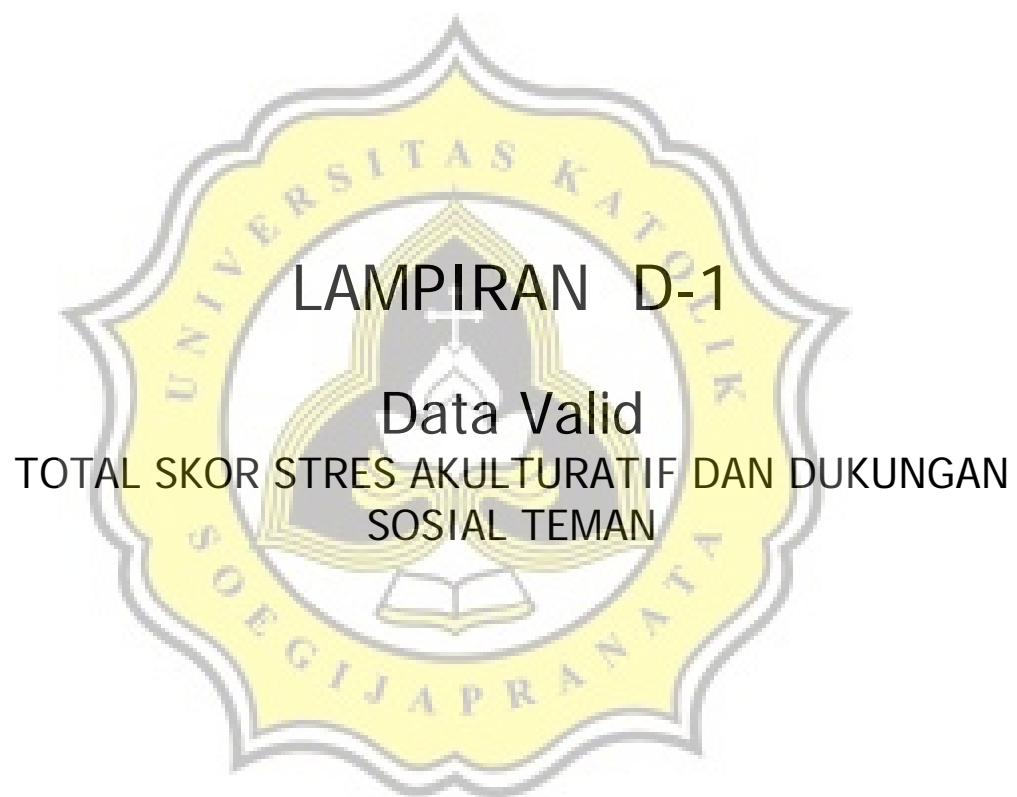 UNIVERSITAS KATOLIK
LAMPIRAN D-1
Data Valid
TOTAL SKOR STRES AKULTURATIF DAN DUKUNGAN
SOSIAL TEMAN
SOEGIJAPRANATA